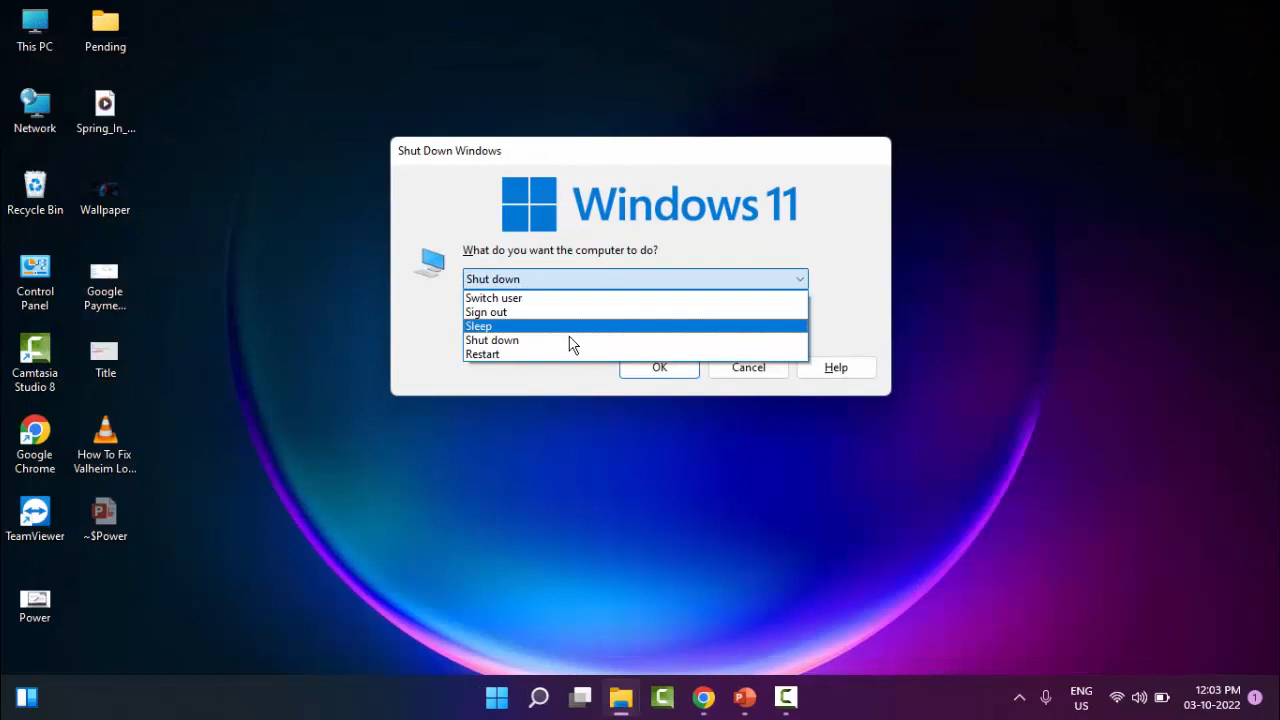 This PC
Pending
Network
Spring_In_...
Recycle Bin
Wallpaper
Control
Panel
Google
Payme...
Camtasia
Studio 8
Title
Google
Chrome
How To Fix
Valheim Lo...
TeamViewer
~$Power
Power
Shut Down Windows
Windows 11
What do you want the computer to do?
Shut down
Switch user
Sign out
Sleep
Shut down
Restart
OK
Cancel
Help
ENG
US
12:03 PM
03-10-2022
1